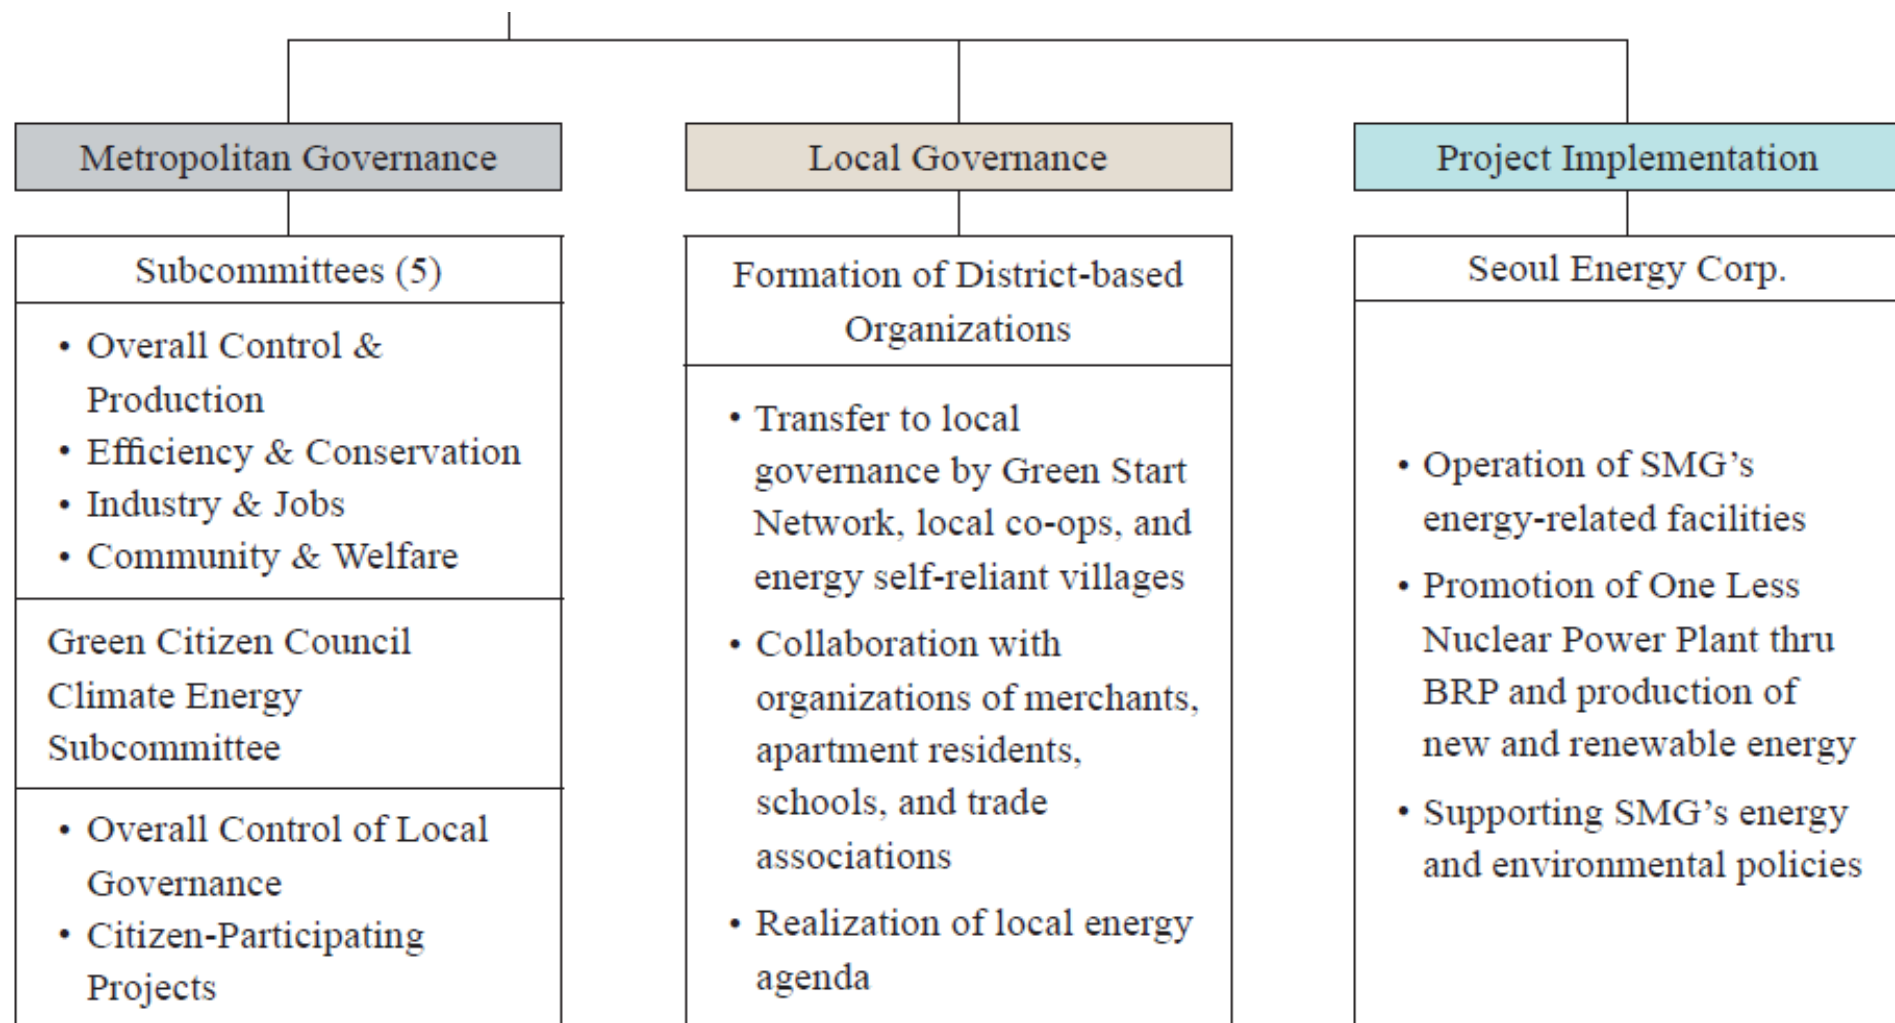 Metropolitan Governance
Subcommittees (5)
• Overall Control &
Production
• Efficiency & Conservation
• Industry & Jobs
• Community & Welfare
Green Citizen Council
Climate Energy
Subcommittee
• Overall Control of Local
Governance
• Citizen-Participating
Projects
Local Governance
Formation of District-based
Organizations
• Transfer to local
governance by Green Start
Network, local co-ops, and
energy self-reliant villages
• Collaboration with
organizations of merchants,
apartment residents,
schools, and trade
associations
• Realization of local energy
agenda
Project Implementation
Seoul Energy Corp.
• Operation of SMG’s
energy-related facilities
• Promotion of One Less
Nuclear Power Plant thru
BRP and production of
new and renewable energy
• Supporting SMG’s energy
and environmental policies